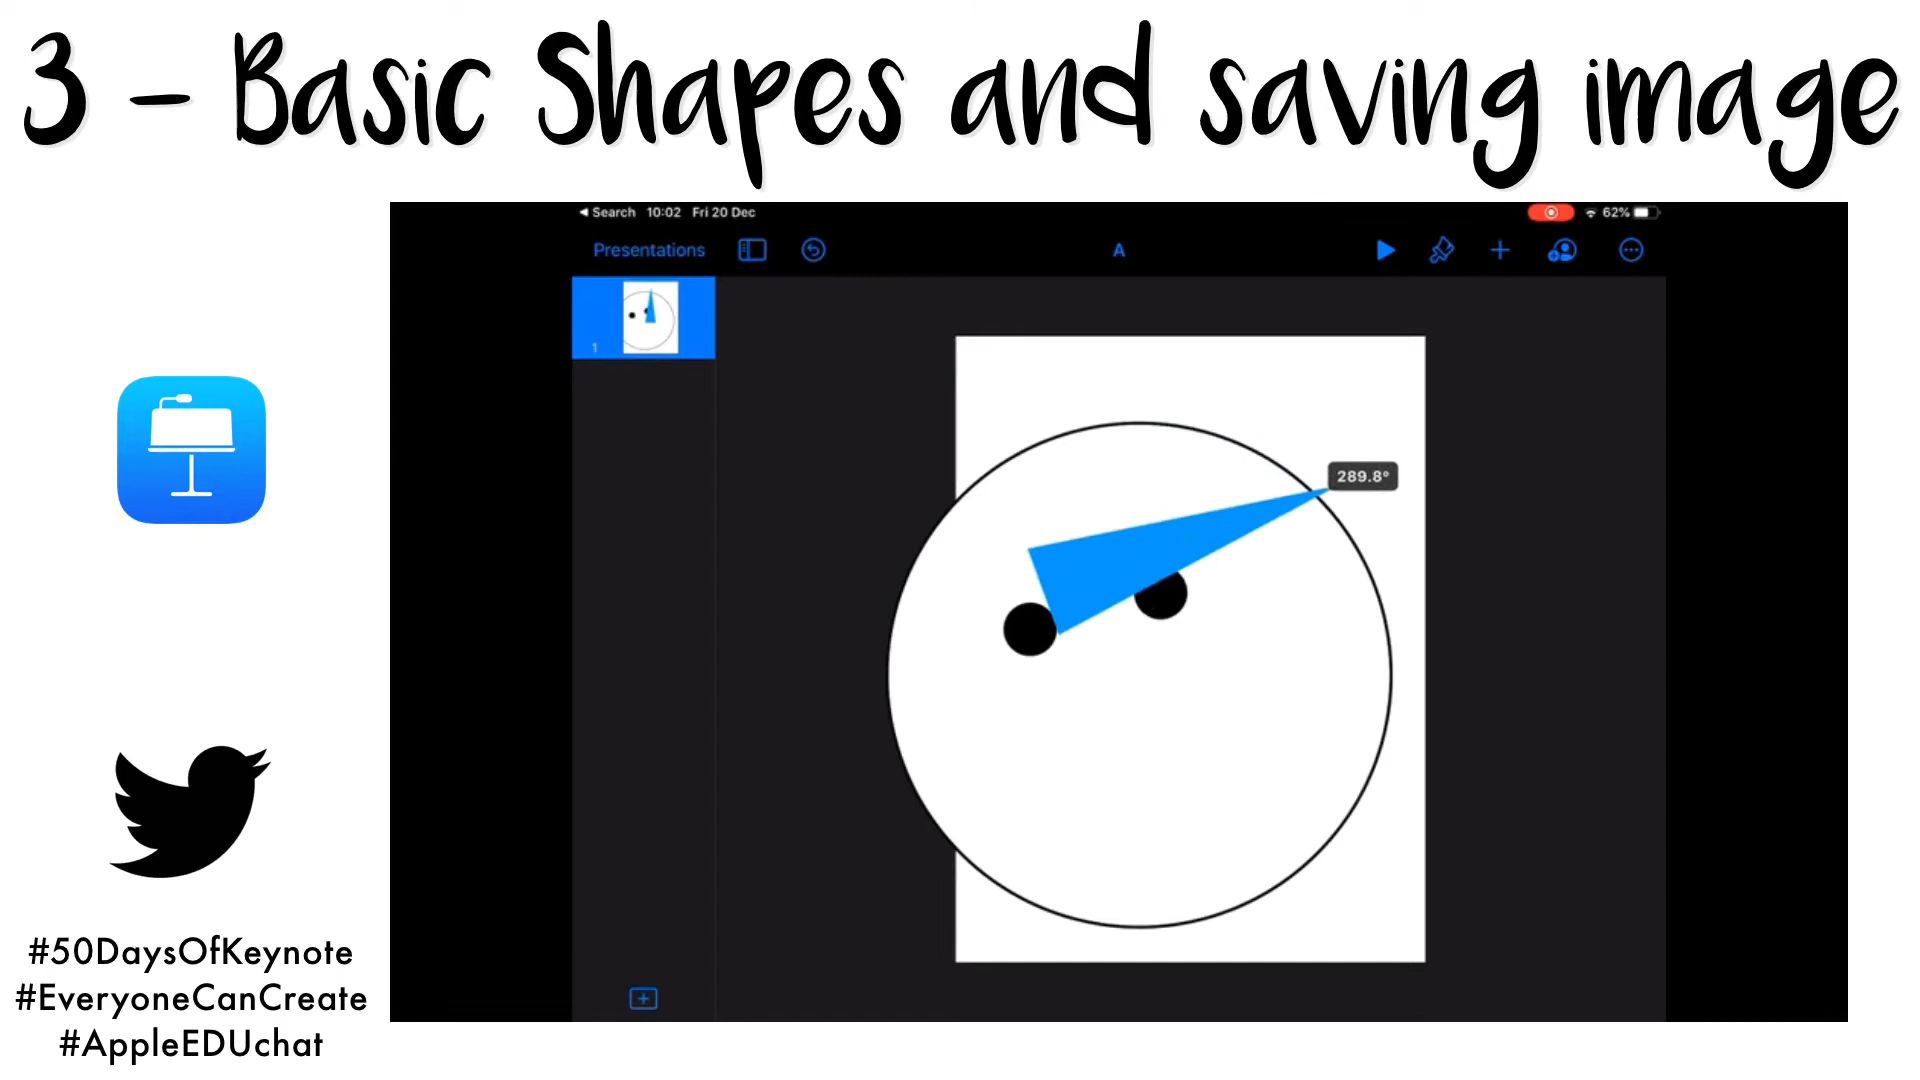 3 - Basic Shapes and saving image
Search 10:02 Fri 20 Dec
62%
Presentations
A
1
289.8°
#50DaysOfKeynote
#EveryoneCanCreate
#AppleEDUchat